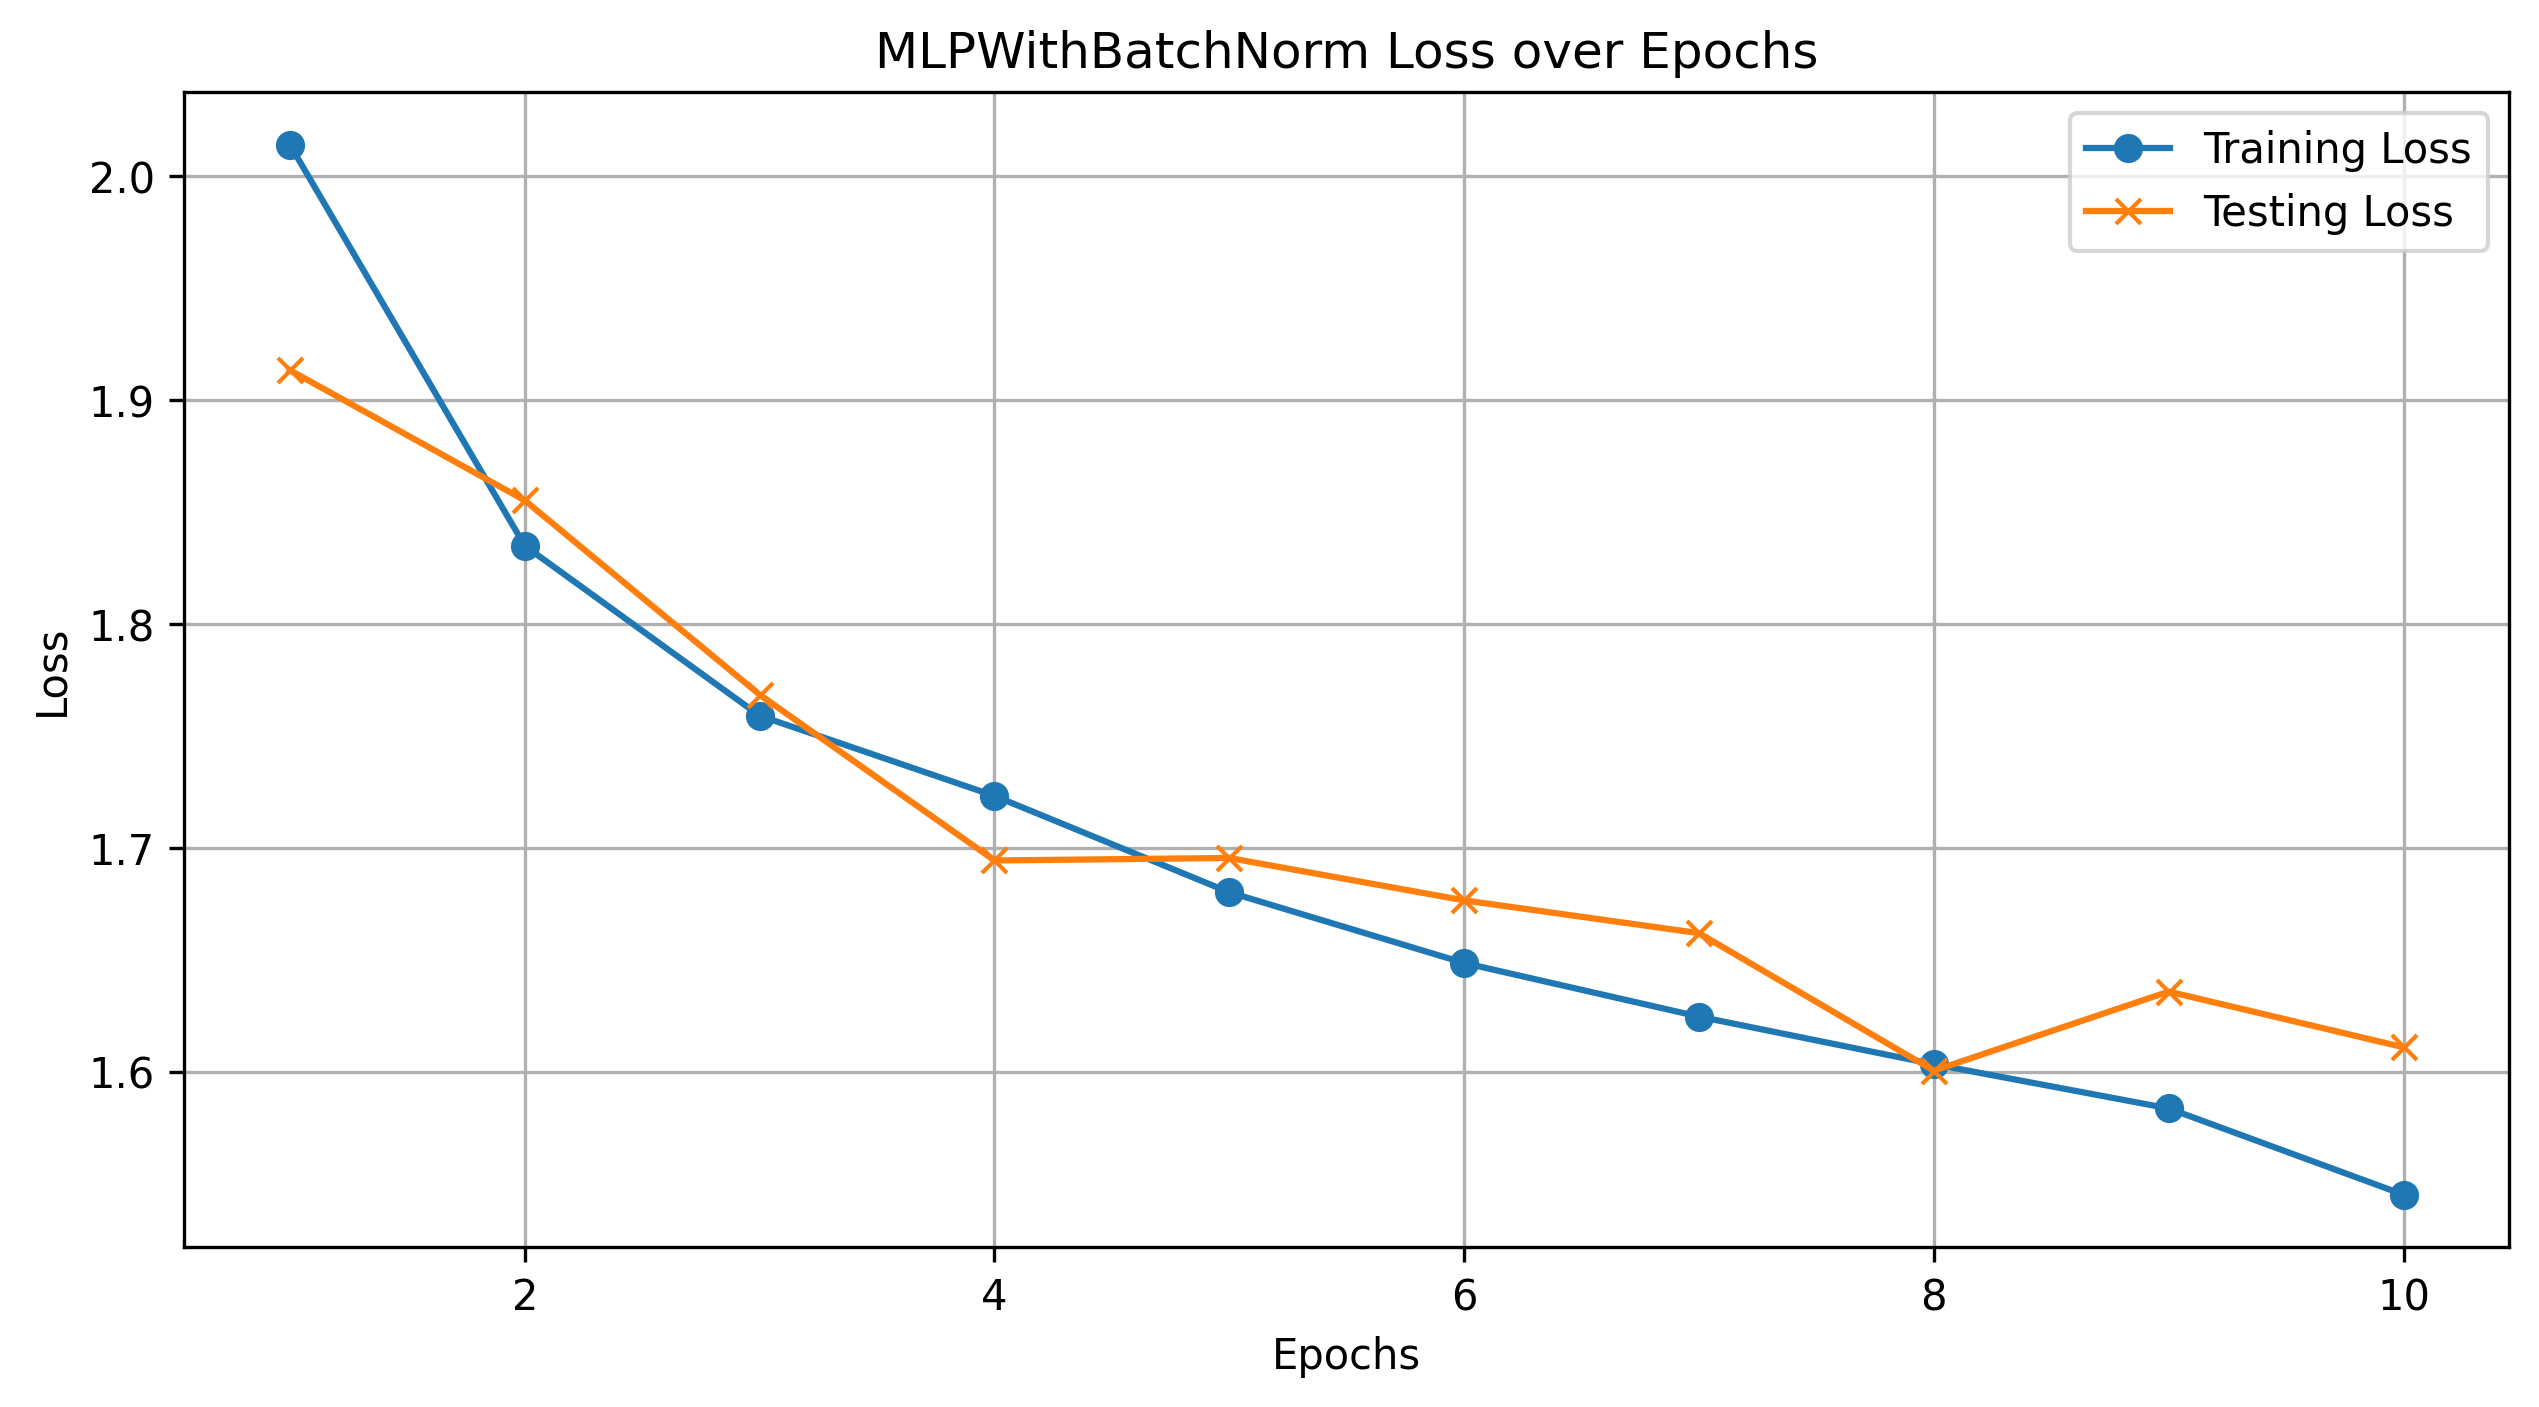 MLPWithBatchNorm Loss over Epochs
Training Loss
Testing Loss
2.0
1.9
1.8
1.7
1.6
Loss
2 4 6 8 10
Epochs